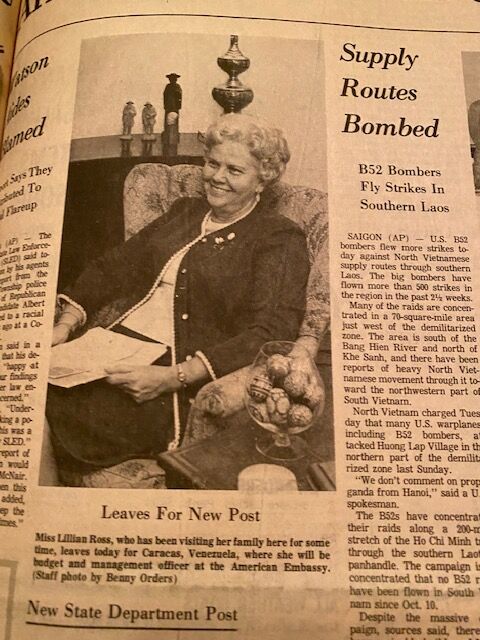 Watson
Says They
To
Flareup
(AP) — The
Law Enforce-
(SLED) said to-
by his agents
from the
police
of Republican
Albert
to a racial
ago at a Co-
said in a
that his de-
"happy at
findings
law en-
"Under-
a po-
was a
SLED."
report of
would
McNair.
this
added,
the
Leaves For New Post
Miss Lillian Ross, who has been visiting her family here for some
time, leaves today for Caracas, Venezuela, where she will be
budget and management officer at the American Embassy.
(Staff photo by Benny Orders)
New State Department Post
Supply
Routes
Bombed
B52 Bombers
Fly Strikes In
Southern Laos
SAIGON (AP) — U.S. B52
bombers flew more strikes to-
day against North Vietnamese
supply routes through southern
Laos. The big bombers have
flown more than 500 strikes in
the region in the past 2½ weeks.
Many of the raids are concen-
trated in a 70-square-mile area
just west of the demilitarized
zone. The area is south of the
Bang Hien River and north of
Khe Sanh, and there have been
reports of heavy North Viet-
namese movement through it to-
ward the northwestern part of
South Vietnam.
North Vietnam charged Tues
day that many U.S. warplanes
including B52 bombers, a
tacked Huong Lap Village in th
northern part of the demilit
rized zone last Sunday.
"We don't comment on prop
ganda from Hanoi," said a U
spokesman.
The B52s have concentrat
their raids along a 200-m
stretch of the Ho Chi Minh t
through the southern Laot
panhandle. The campaign is
concentrated that no B52 r
have been flown in South
nam since Oct. 10.
Despite the massive
paign, sources said, there